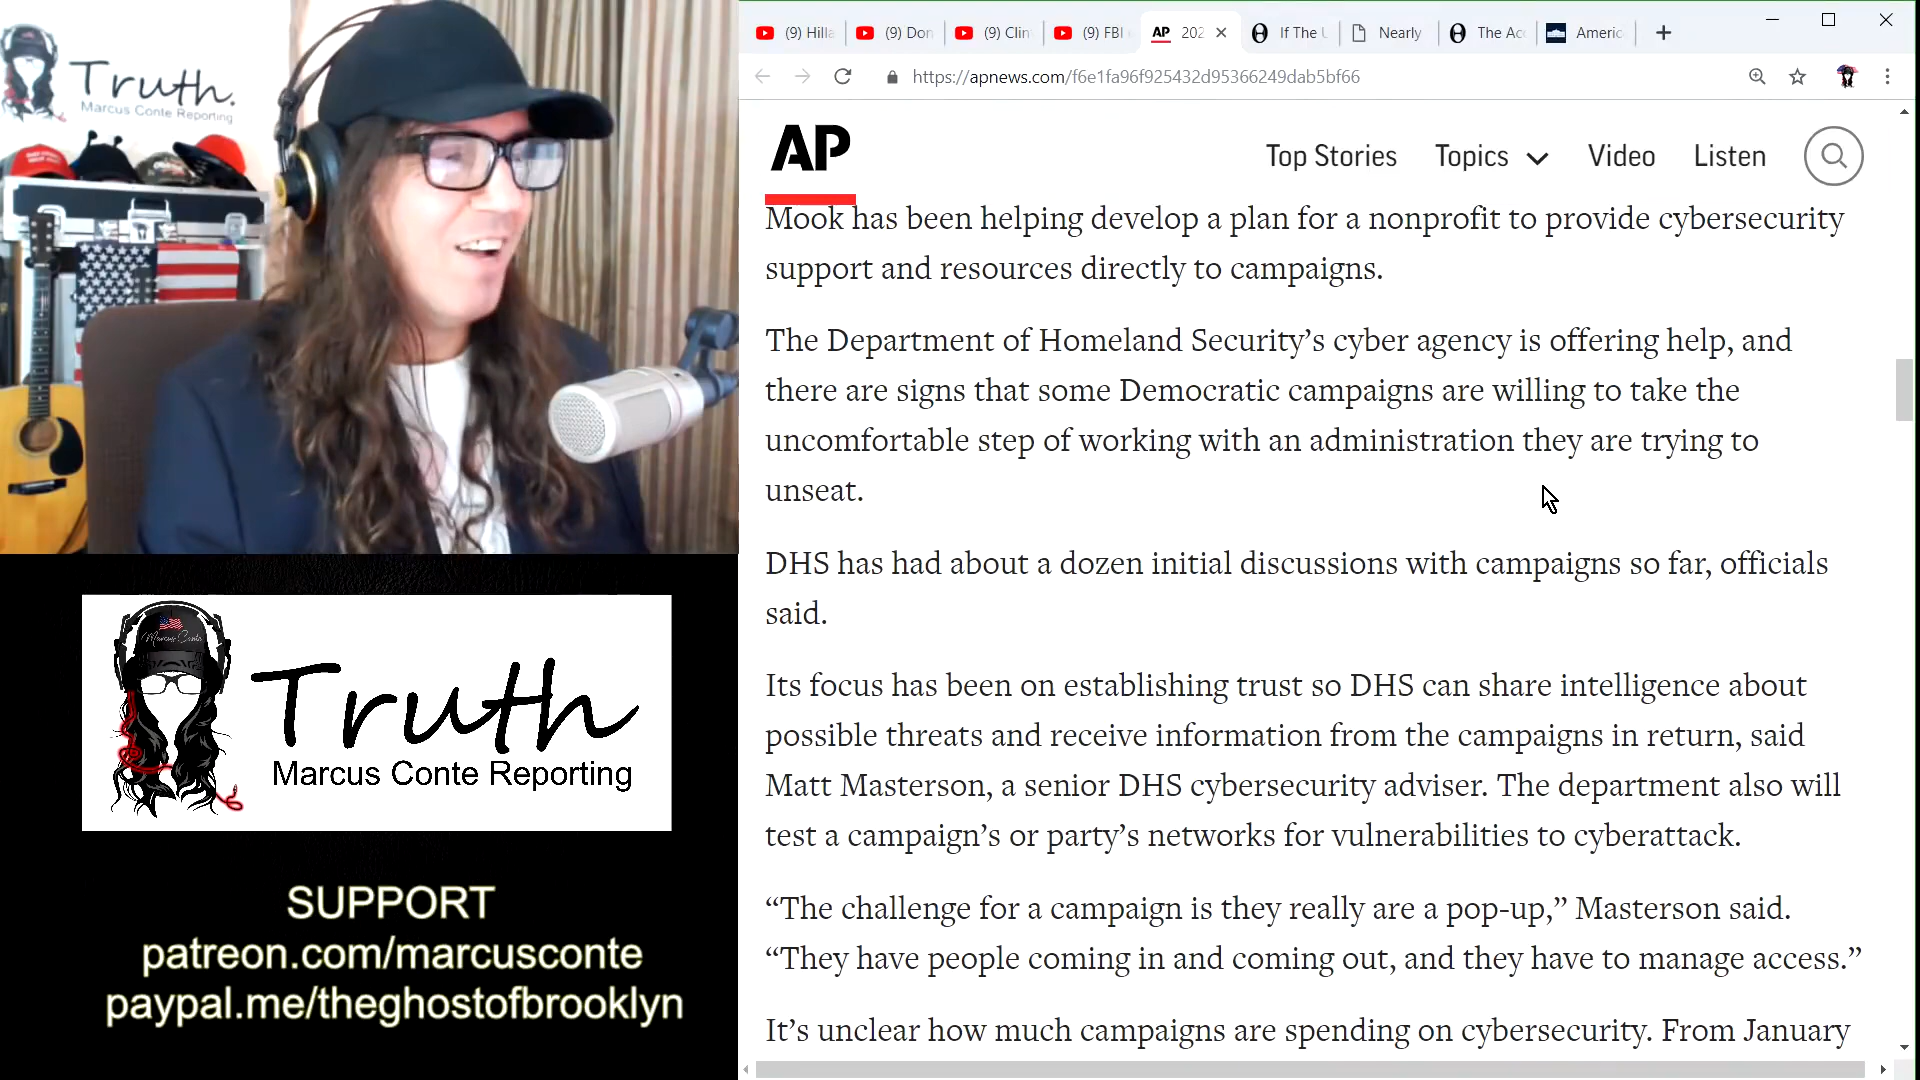 Truth.
Marcus Conte Reporting
(9) Hilla
(9) Don
(9) Clin
(9) FBI
AP 202
If The U
Nearly
The Acc
Americ
https://apnews.com/f6e1fa96f925432d95366249dab5bf66
AP
Top Stories
Topics
Video
Listen
Mook has been helping develop a plan for a nonprofit to provide cybersecurity
support and resources directly to campaigns.
The Department of Homeland Security’s cyber agency is offering help, and
there are signs that some Democratic campaigns are willing to take the
uncomfortable step of working with an administration they are trying to
unseat.
DHS has had about a dozen initial discussions with campaigns so far, officials
said.
Its focus has been on establishing trust so DHS can share intelligence about
possible threats and receive information from the campaigns in return, said
Matt Masterson, a senior DHS cybersecurity adviser. The department also will
test a campaign’s or party’s networks for vulnerabilities to cyberattack.
“The challenge for a campaign is they really are a pop-up,” Masterson said.
“They have people coming in and coming out, and they have to manage access.”
It’s unclear how much campaigns are spending on cybersecurity. From January
Marcus Conte
Truth
Marcus Conte Reporting
SUPPORT
patreon.com/marcusconte
paypal.me/theghostofbrooklyn